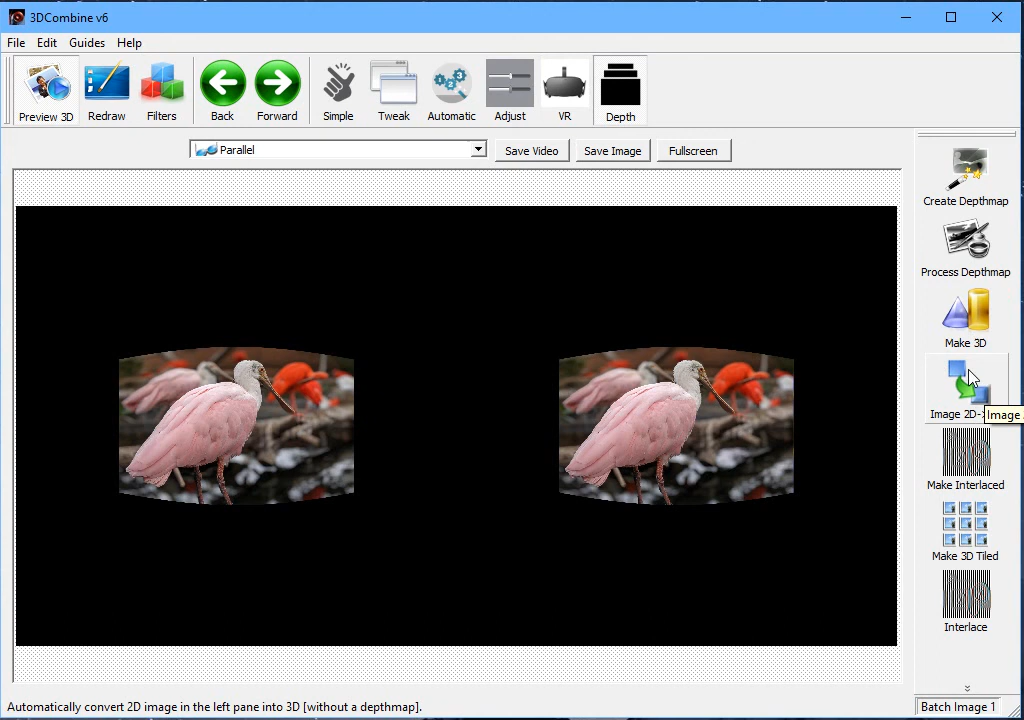 3DCombine v6
File Edit Guides Help
Preview 3D Redraw Filters Back Forward Simple Tweak Automatic Adjust VR Depth
Parallel Save Video Save Image Fullscreen
Create Depthmap
Process Depthmap
Make 3D
Image 2D-
Image
Make Interlaced
Make 3D Tiled
Interlace
Automatically convert 2D image in the left pane into 3D [without a depthmap].
Batch Image 1